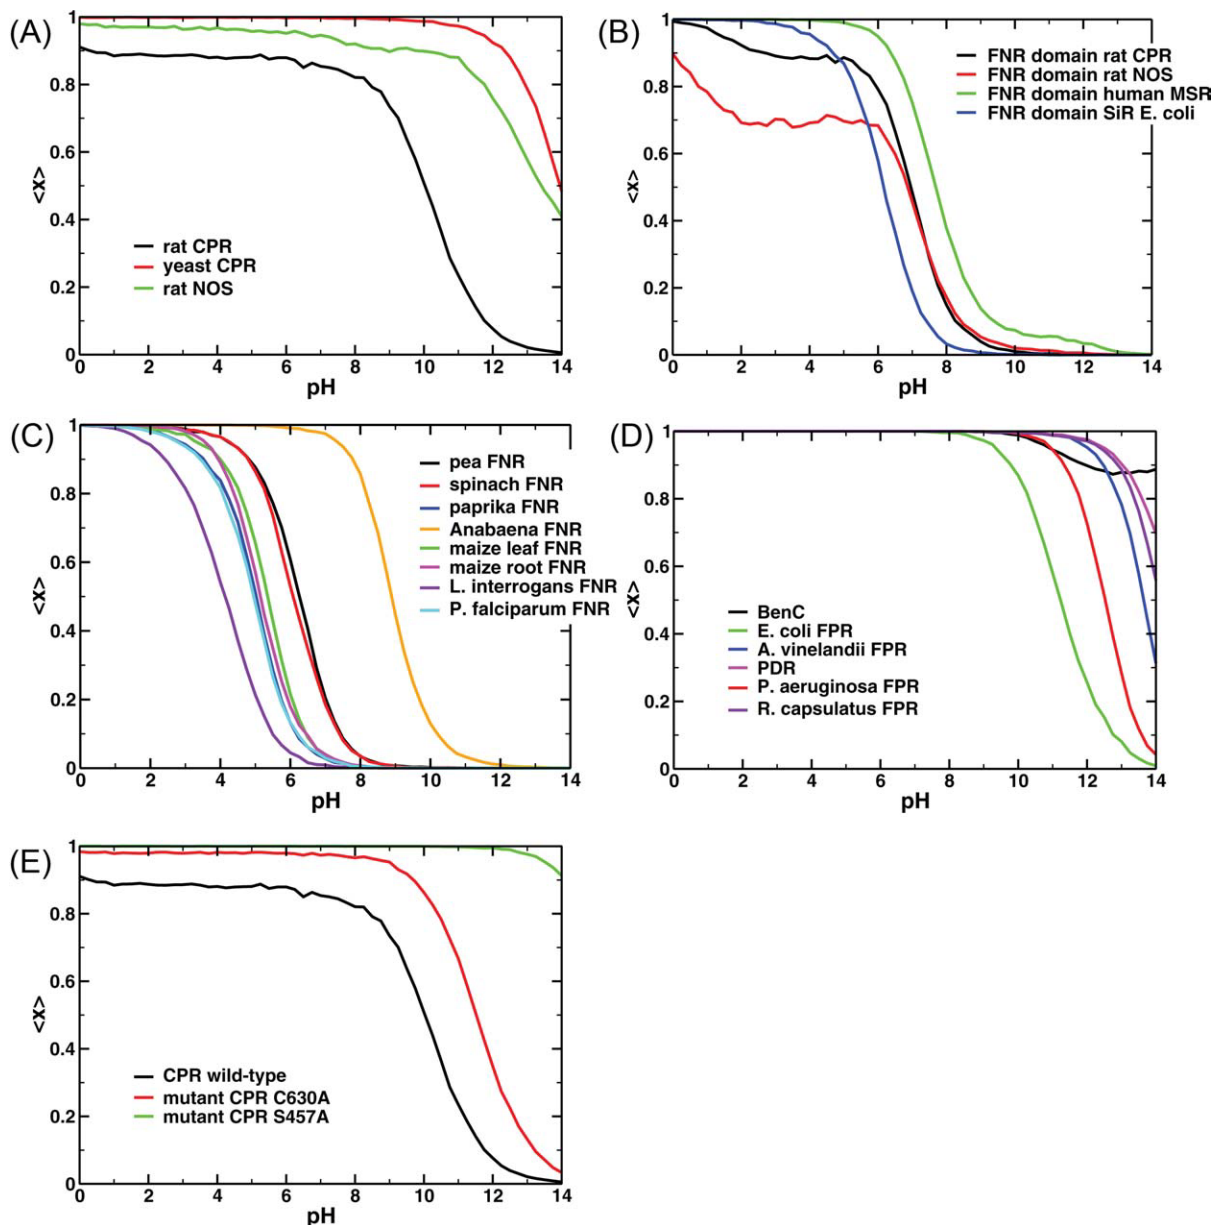 (A)
1
0.8
0.6
0.4
0.2
0
<x>
rat CPR
yeast CPR
rat NOS
0 2 4 6 8 10 12 14
pH
(B)
1
0.8
0.6
0.4
0.2
0
<x>
FNR domain rat CPR
FNR domain rat NOS
FNR domain human MSR
FNR domain SiR E. coli
0 2 4 6 8 10 12 14
pH
(C)
1
0.8
0.6
0.4
0.2
0
<x>
pea FNR
spinach FNR
paprika FNR
Anabaena FNR
maize leaf FNR
maize root FNR
L. interrogans FNR
P. falciparum FNR
0 2 4 6 8 10 12 14
pH
(D)
1
0.8
0.6
0.4
0.2
0
<x>
BenC
E. coli FPR
A. vinelandii FPR
PDR
P. aeruginosa FPR
R. capsulatus FPR
0 2 4 6 8 10 12 14
pH
(E)
1
0.8
0.6
0.4
0.2
0
<x>
CPR wild-type
mutant CPR C630A
mutant CPR S457A
0 2 4 6 8 10 12 14
pH